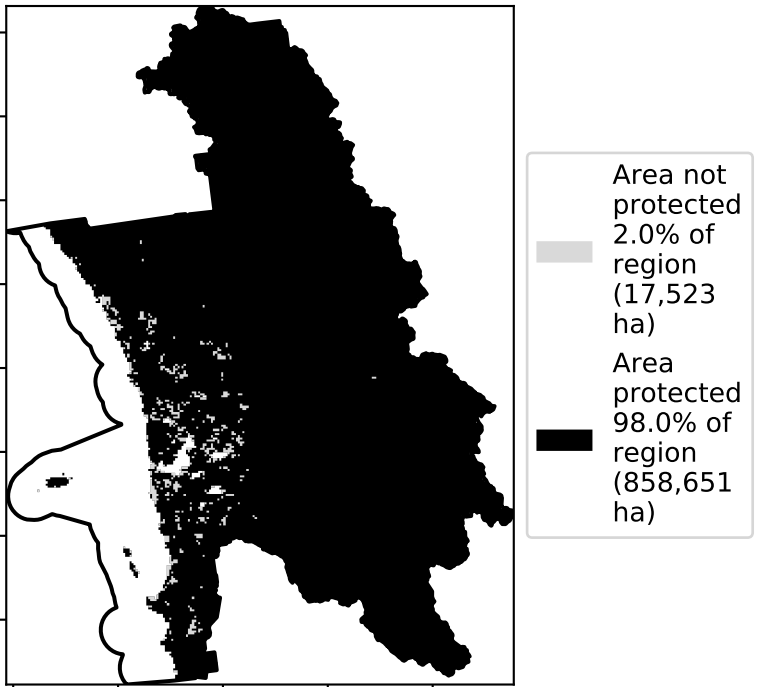 Area not
protected
2.0% of
region
(17,523
ha)
Area
protected
98.0% of
region
(858,651
ha)